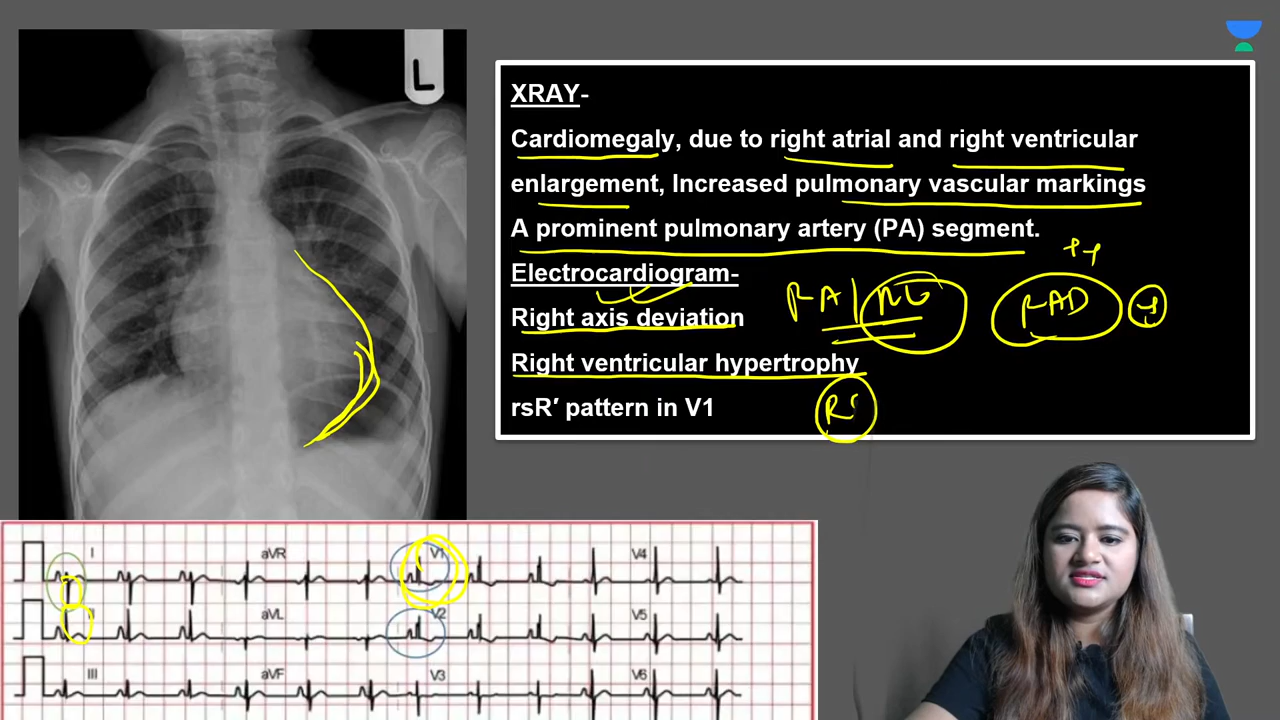 L
XRAY-
Cardiomegaly, due to right atrial and right ventricular
enlargement, Increased pulmonary vascular markings
A prominent pulmonary artery (PA) segment.
Electrocardiogram-
Right axis deviation
RAD
Right ventricular hypertrophy
rsR′ pattern in V1
R'
I aVR V1 V4
aVL V2 V5
III aVF V3 V6